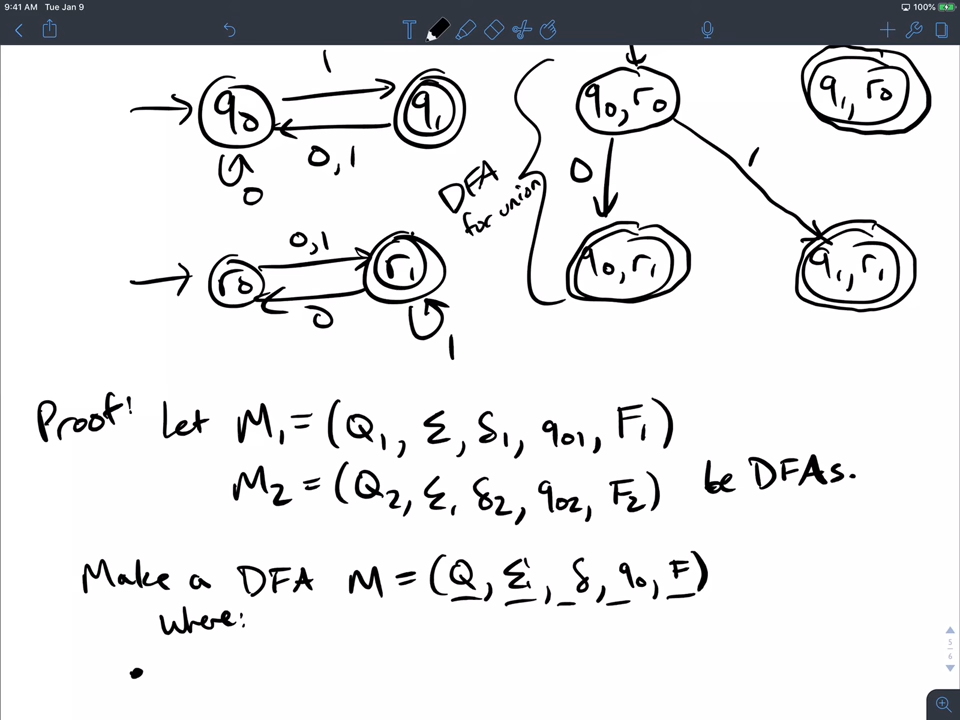 9:41 AM Tue Jan 9
100%
1
q0
q1
0,1
0
0,1
r0
r1
0
1
DFA
for union
q0, r0
q1, r0
0
1
q0, r1
q1, r1
Proof: Let M1 = (Q1, Σ, δ1, q01, F1)
M2 = (Q2, Σ, δ2, q02, F2) be DFAs.
Make a DFA M = (Q, Σ, δ, q0, F)
where:
•
5
6